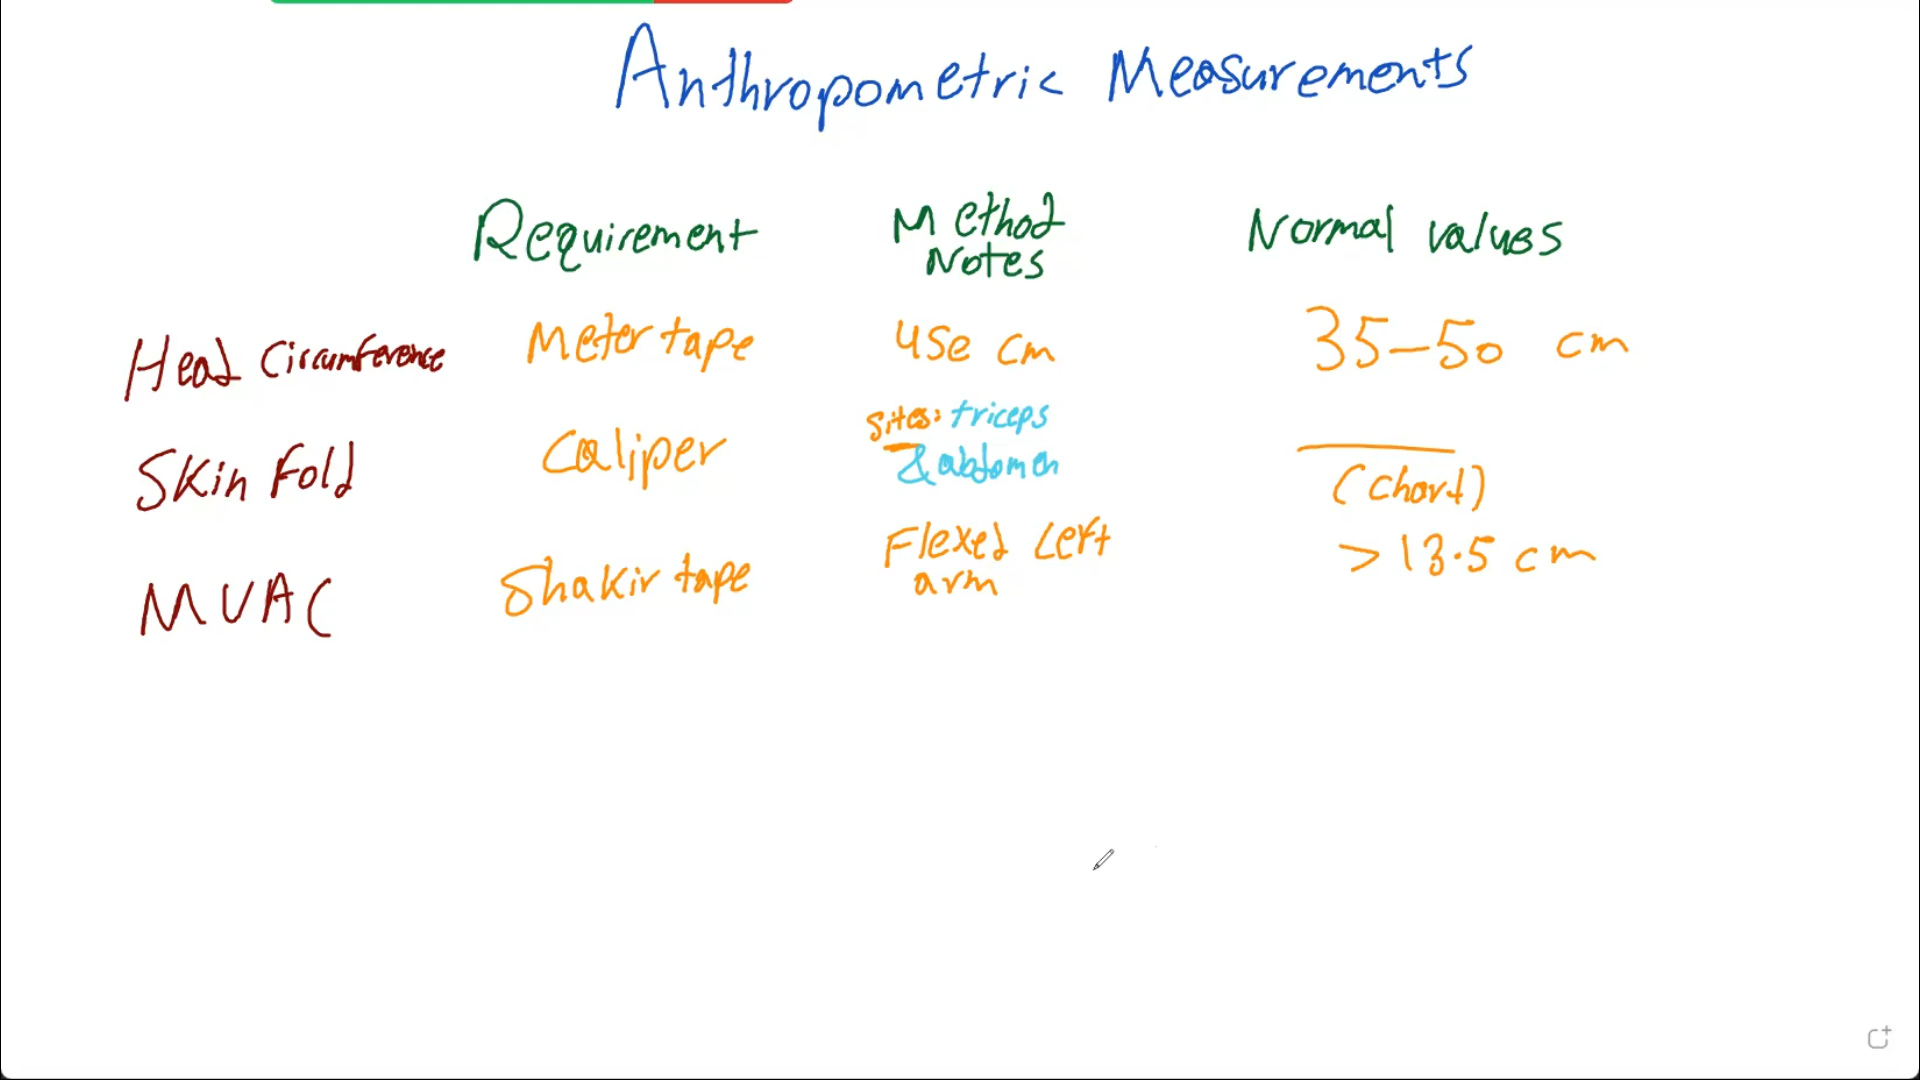 Anthropometric Measurements
Requirement Method Notes Normal values
Head Circumference Meter tape use cm 35-50 cm
Skin Fold Caliper Sites: triceps & abdomen (chart)
MUAC Shakir tape Flexed Left arm >13.5 cm